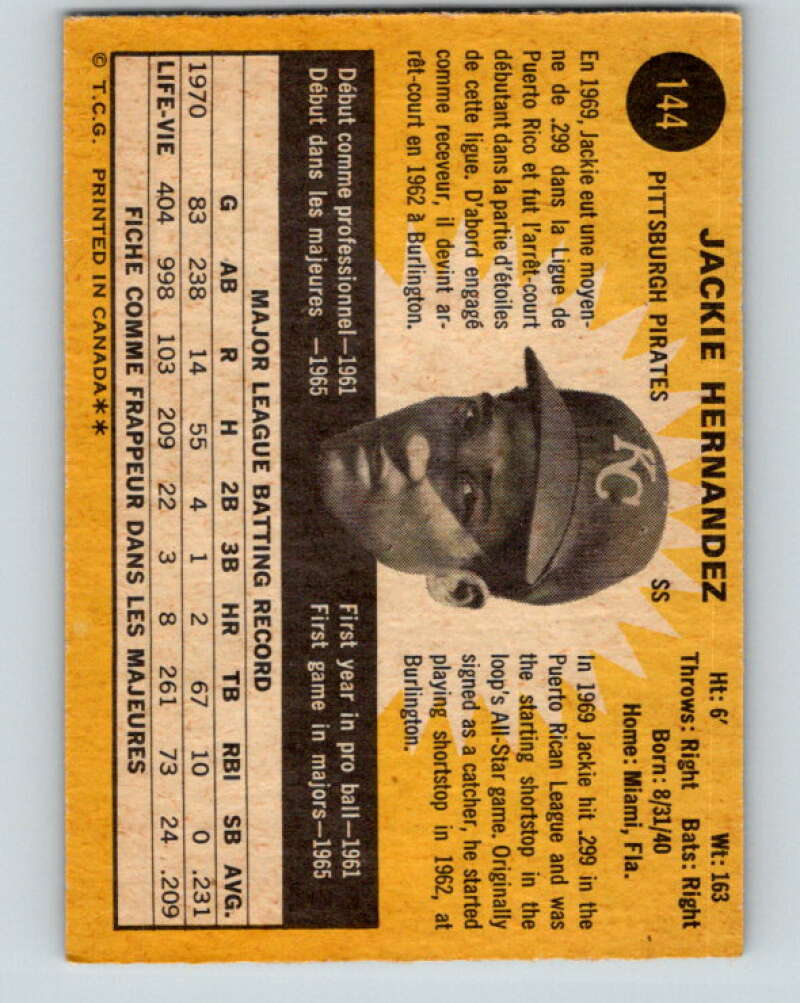 144
JACKIE HERNANDEZ
PITTSBURGH PIRATES SS
Ht: 6' Wt: 163
Throws: Right Bats: Right
Born: 8/31/40
Home: Miami, Fla.
En 1969, Jackie eut une moyen-
ne de .299 dans la Ligue de
Puerto Rico et fut l'arrêt-court
débutant dans la partie d'étoiles
de cette ligue. D'abord engagé
comme receveur, il devint ar-
rêt-court en 1962 à Burlington.
KC
In 1969 Jackie hit .299 in the
Puerto Rican League and was
the starting shortstop in the
loop's All-Star game. Originally
signed as a catcher, he started
playing shortstop in 1962, at
Burlington.
Début comme professionnel—1961
Début dans les majeures —1965
First year in pro ball—1961
First game in majors—1965
MAJOR LEAGUE BATTING RECORD
G AB R H 2B 3B HR TB RBI SB AVG.
1970 83 238 14 55 4 1 2 67 10 0 .231
LIFE-VIE 404 998 103 209 22 3 8 261 73 24 .209
FICHE COMME FRAPPEUR DANS LES MAJEURES
© T.C.G. PRINTED IN CANADA**